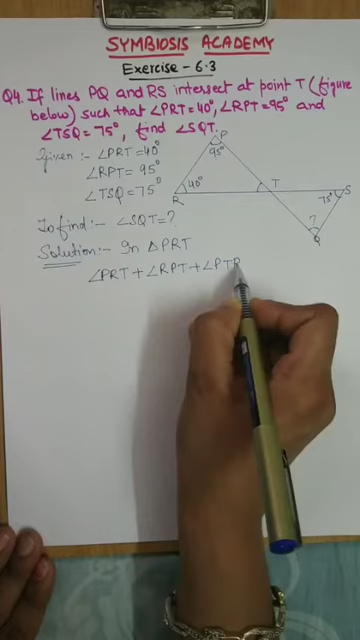 SYMBIOSIS ACADEMY
Exercise - 6.3
Q4. If lines PQ and RS intersect at point T (figure
below) such that ∠PRT = 40°, ∠RPT = 95° and
∠TSQ = 75°, find ∠SQT.
Given :- ∠PRT = 40°
∠RPT = 95°
∠TSQ = 75°
P
95°
R
40°
T
75°
S
?
Q
To find:- ∠SQT = ?
Solution:- In △PRT
∠PRT + ∠RPT + ∠PTR